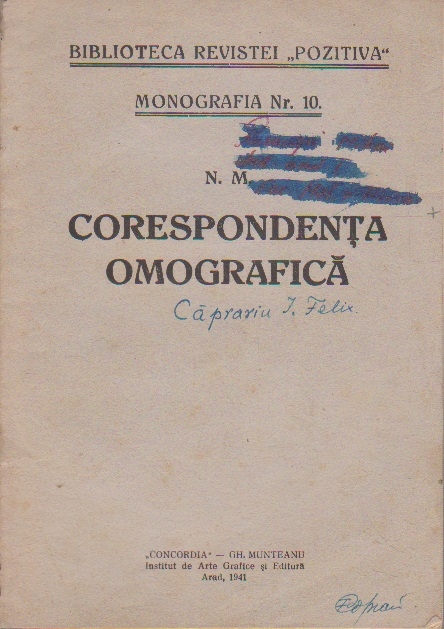 BIBLIOTECA REVISTEI „POZITIVA“
MONOGRAFIA Nr. 10.
N. M.
CORESPONDENȚA
OMOGRAFICĂ
Căprariu I. Felix
„CONCORDIA“ — GH. MUNTEANU
Institut de Arte Grafice și Editură
Arad, 1941